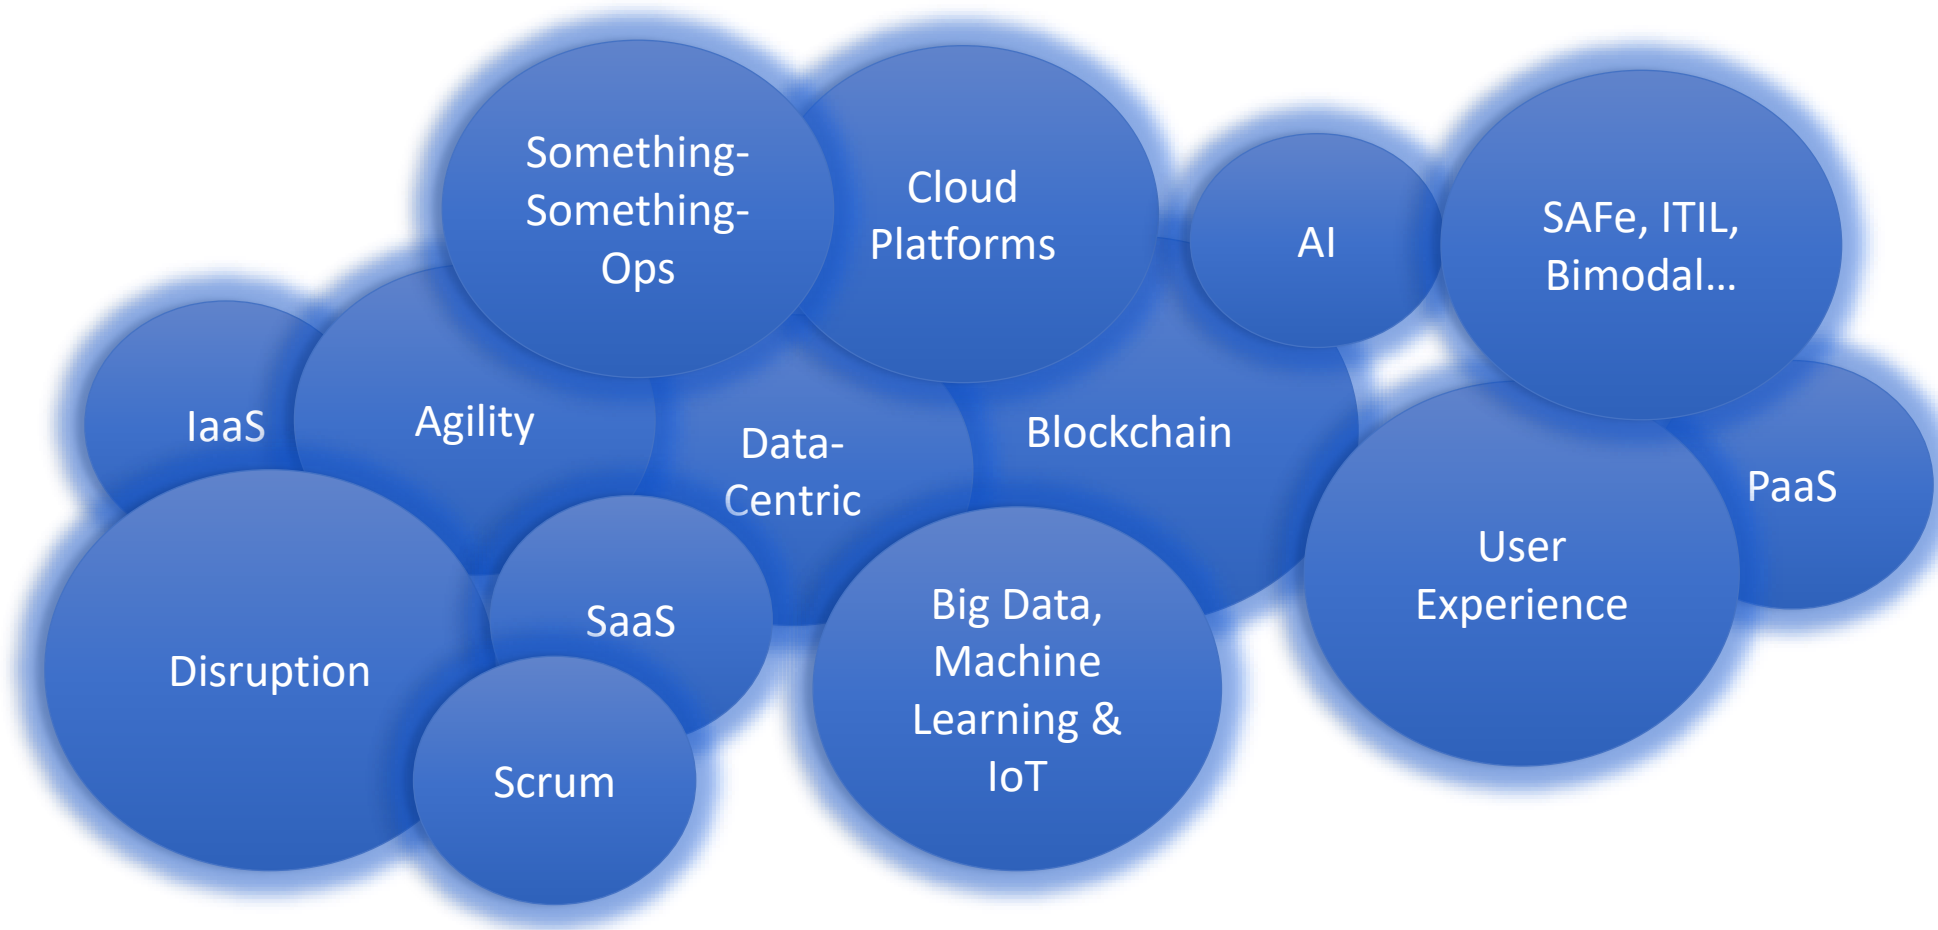 Something-
Something-
Ops
Cloud
Platforms
AI
SAFe, ITIL,
Bimodal...
IaaS
Agility
Data-
Centric
Blockchain
PaaS
User
Experience
Disruption
SaaS
Big Data,
Machine
Learning &
IoT
Scrum